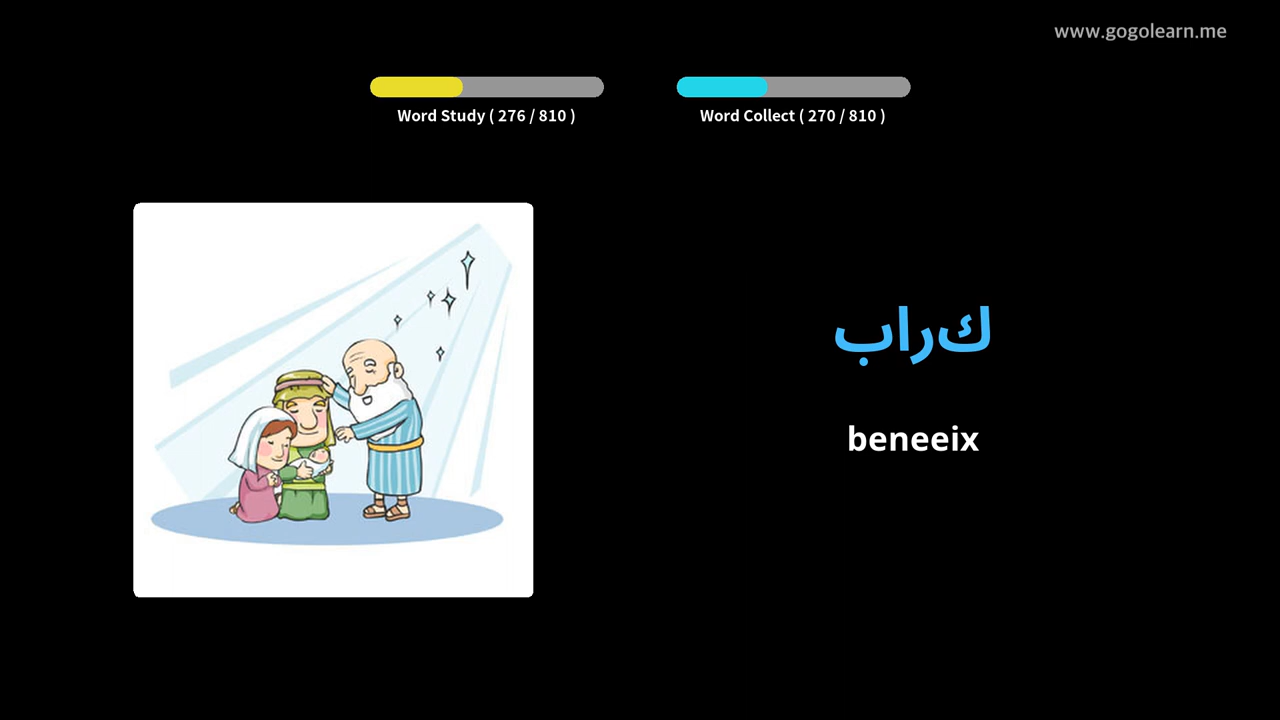 www.gogolearn.me
Word Study ( 276 / 810 )
Word Collect ( 270 / 810 )
كراب
beneeix